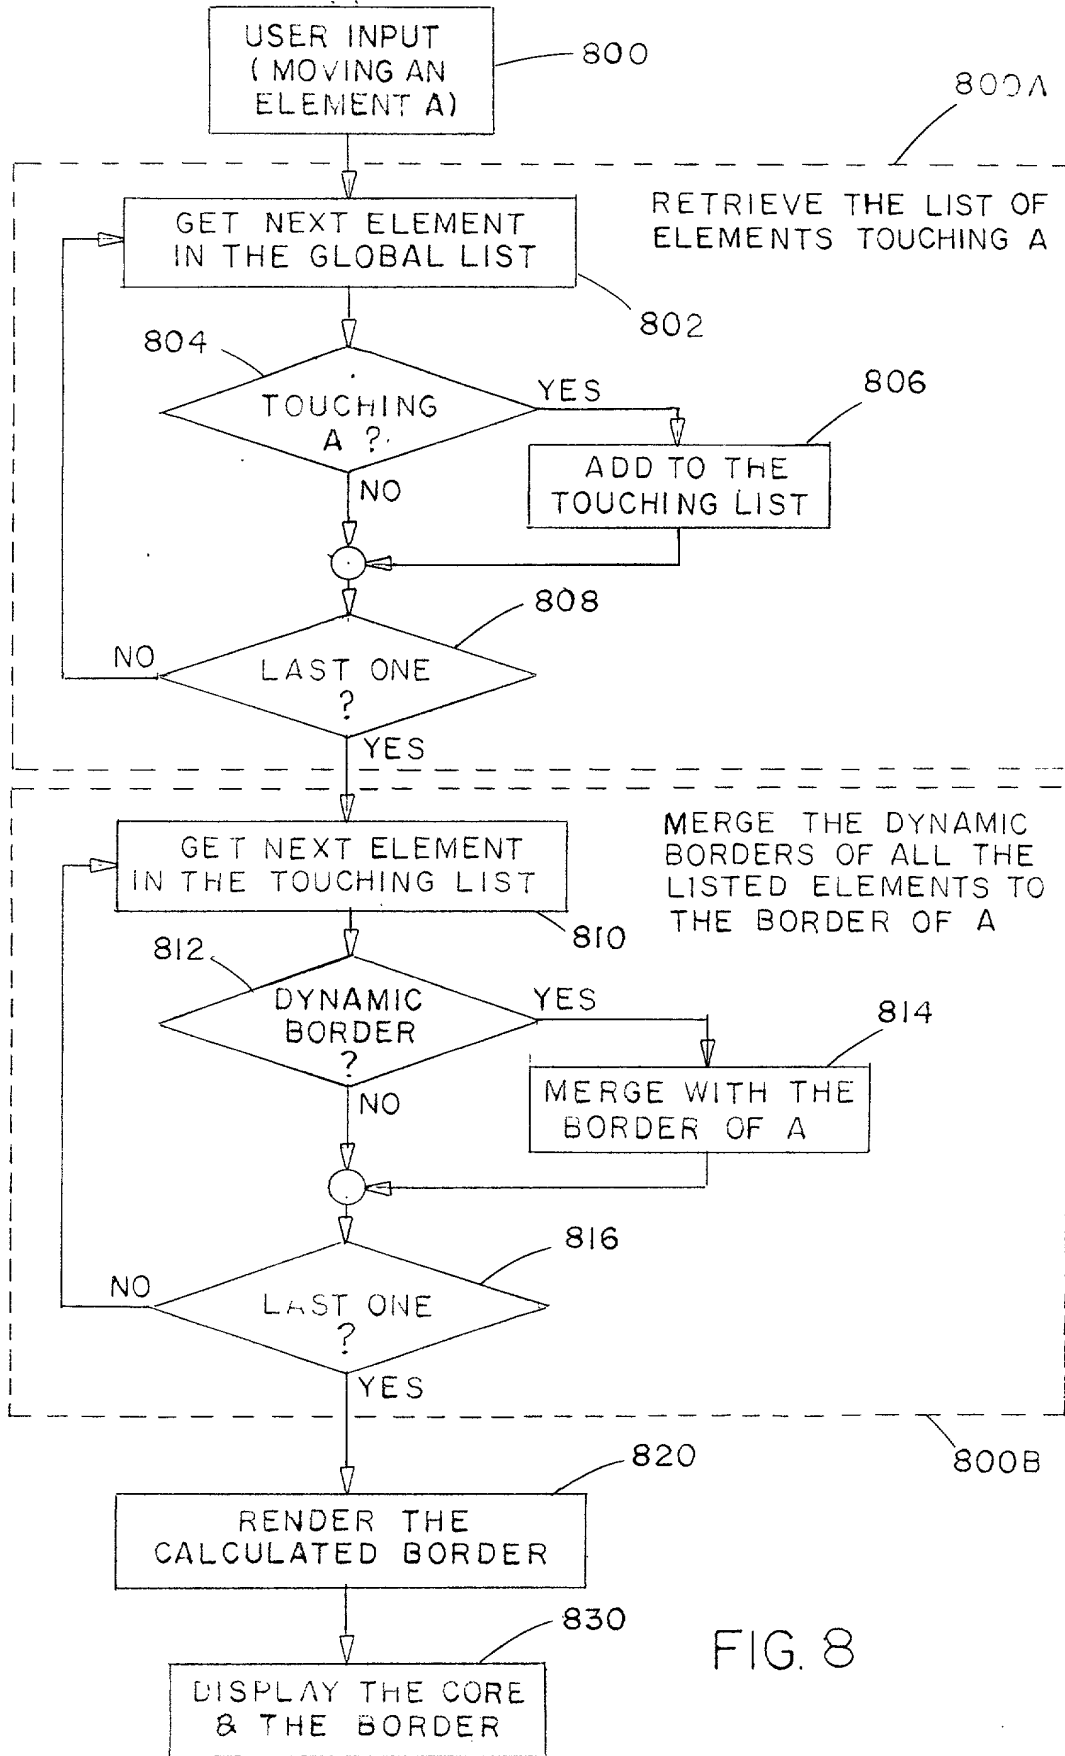 USER INPUT
(MOVING AN
ELEMENT A)
800
800A
RETRIEVE THE LIST OF
ELEMENTS TOUCHING A
GET NEXT ELEMENT
IN THE GLOBAL LIST
802
804
TOUCHING
A ?
YES
806
ADD TO THE
TOUCHING LIST
NO
808
LAST ONE
?
NO
YES
MERGE THE DYNAMIC
BORDERS OF ALL THE
LISTED ELEMENTS TO
THE BORDER OF A
GET NEXT ELEMENT
IN THE TOUCHING LIST
810
812
DYNAMIC
BORDER
?
YES
814
MERGE WITH THE
BORDER OF A
NO
816
LAST ONE
?
NO
YES
800B
820
RENDER THE
CALCULATED BORDER
830
DISPLAY THE CORE
& THE BORDER
FIG. 8